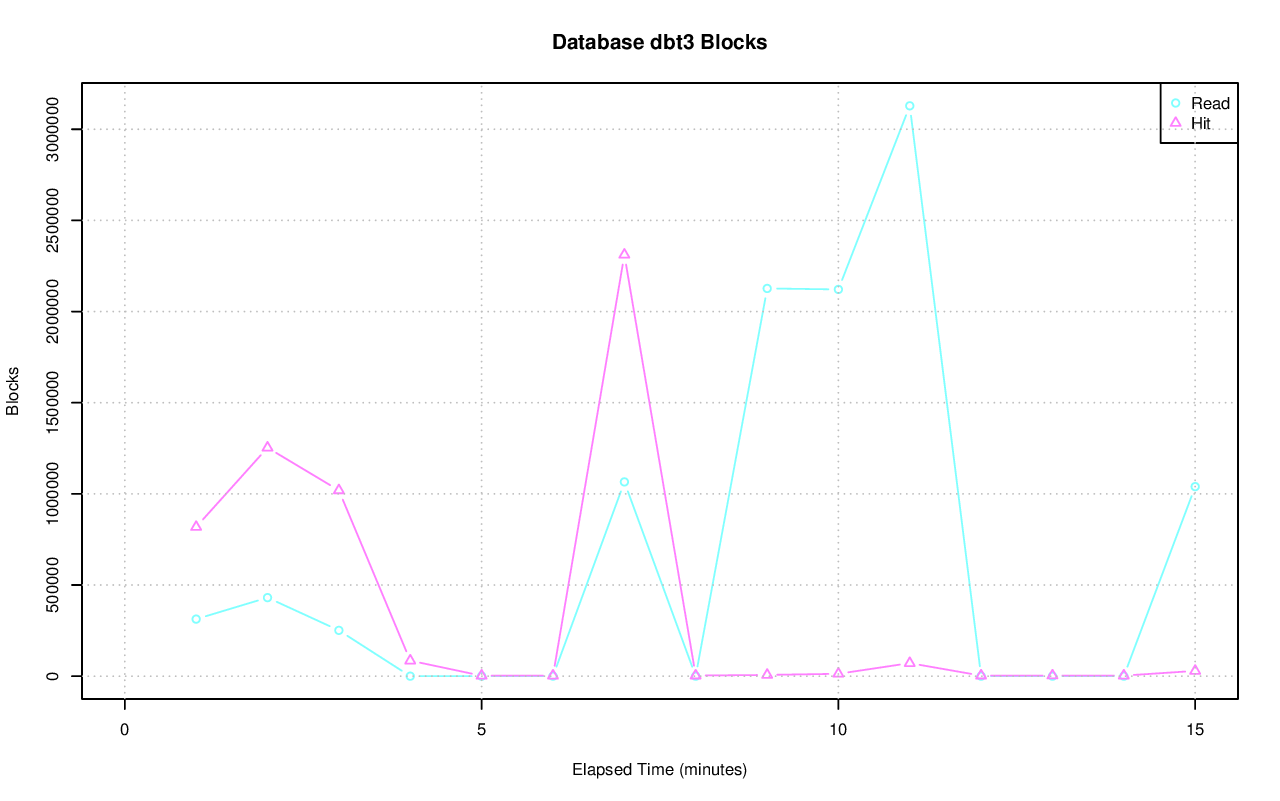 Database dbt3 Blocks
Read
Hit
3000000
2500000
2000000
1500000
1000000
500000
0
Blocks
0 5 10 15
Elapsed Time (minutes)